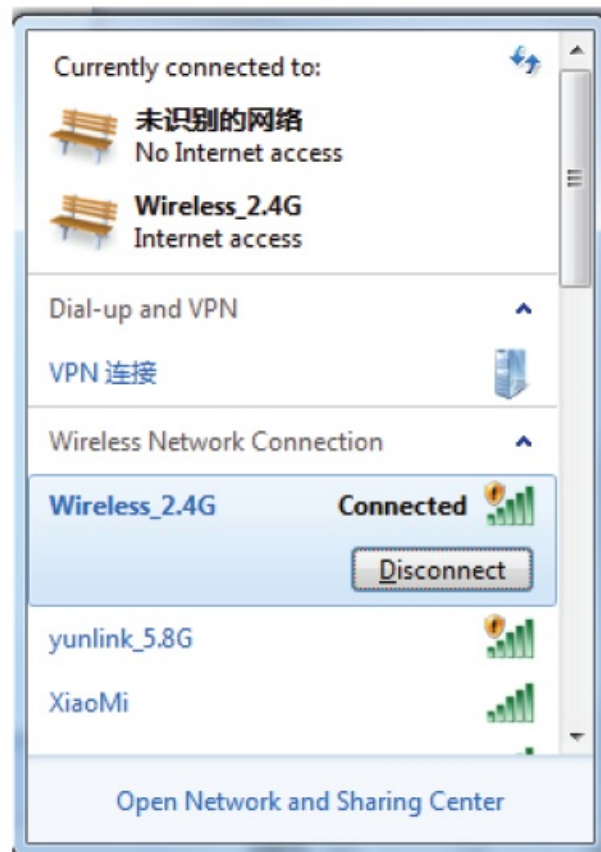 Currently connected to:
未识别的网络
No Internet access
Wireless_2.4G
Internet access
Dial-up and VPN
VPN 连接
Wireless Network Connection
Wireless_2.4G Connected
Disconnect
yunlink_5.8G
XiaoMi
Open Network and Sharing Center